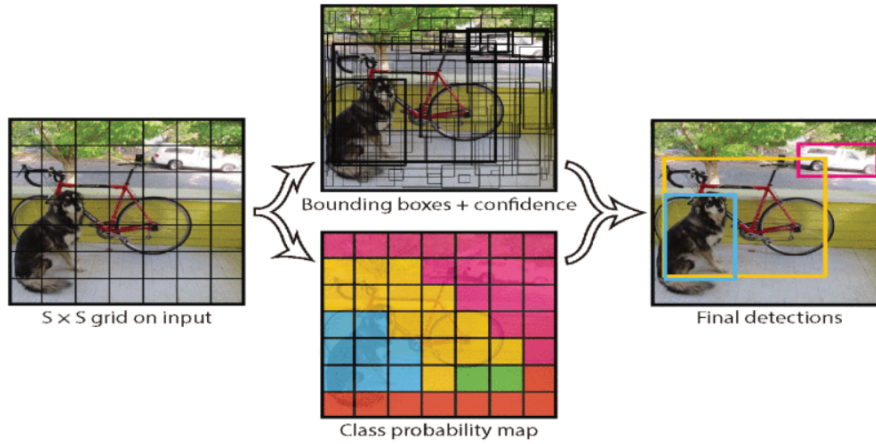 Bounding boxes + confidence
S × S grid on input
Final detections
Class probability map